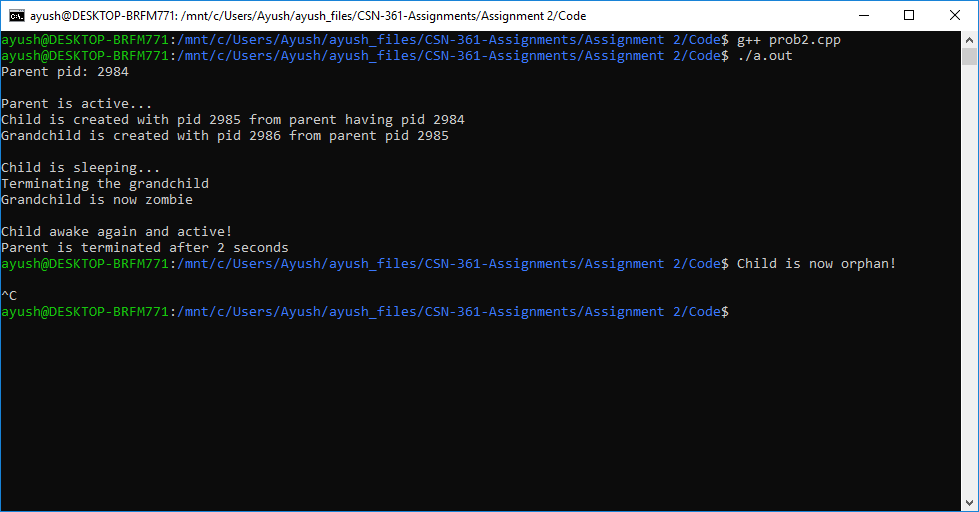 ayush@DESKTOP-BRFM771: /mnt/c/Users/Ayush/ayush_files/CSN-361-Assignments/Assignment 2/Code
ayush@DESKTOP-BRFM771:/mnt/c/Users/Ayush/ayush_files/CSN-361-Assignments/Assignment 2/Code$ g++ prob2.cpp
ayush@DESKTOP-BRFM771:/mnt/c/Users/Ayush/ayush_files/CSN-361-Assignments/Assignment 2/Code$ ./a.out
Parent pid: 2984
Parent is active...
Child is created with pid 2985 from parent having pid 2984
Grandchild is created with pid 2986 from parent pid 2985
Child is sleeping...
Terminating the grandchild
Grandchild is now zombie
Child awake again and active!
Parent is terminated after 2 seconds
ayush@DESKTOP-BRFM771:/mnt/c/Users/Ayush/ayush_files/CSN-361-Assignments/Assignment 2/Code$ Child is now orphan!
^C
ayush@DESKTOP-BRFM771:/mnt/c/Users/Ayush/ayush_files/CSN-361-Assignments/Assignment 2/Code$